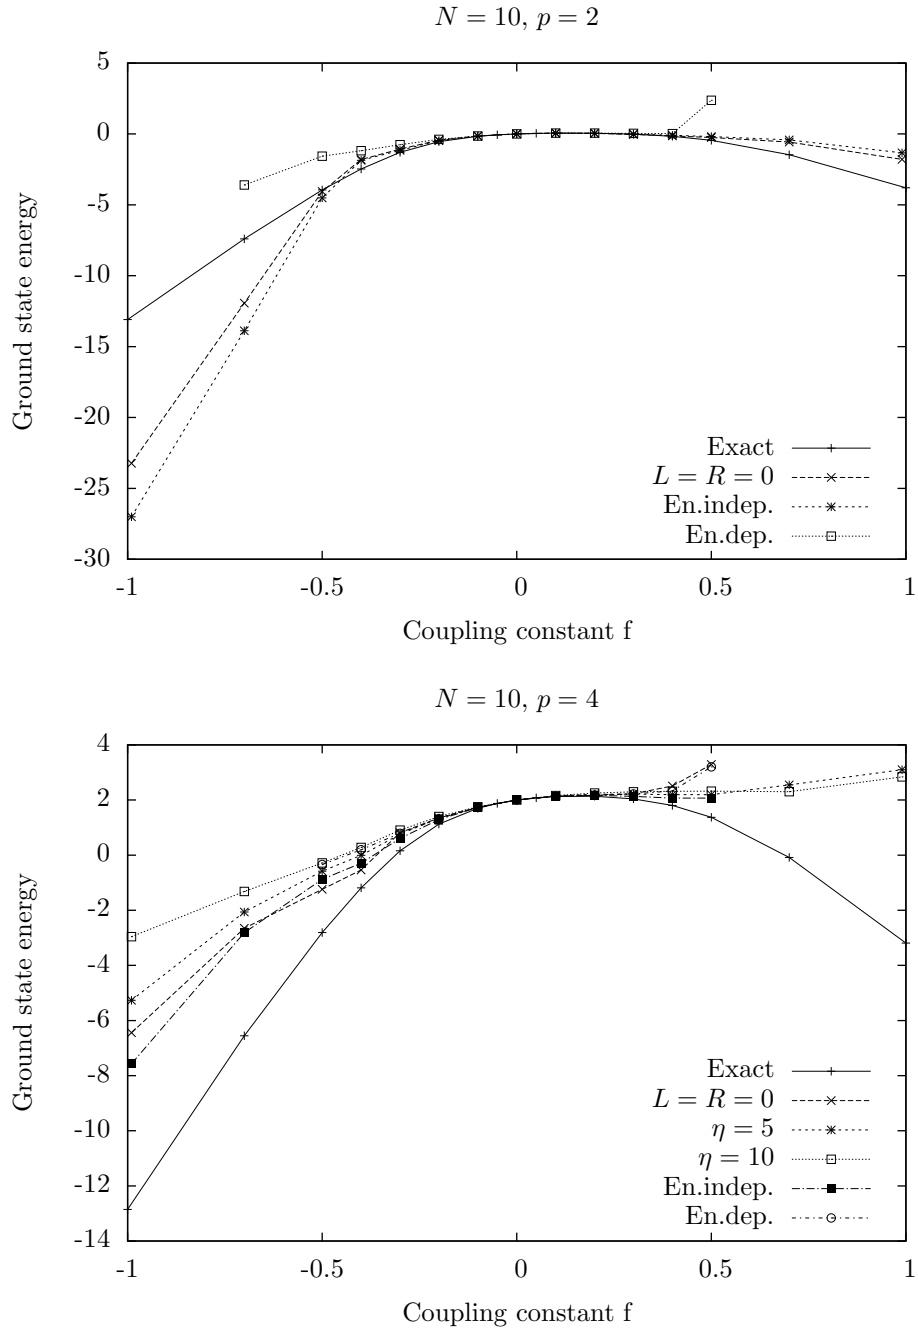 N = 10, p = 2
5
0
-5
-10
-15
-20
-25
-30
Ground state energy
Exact
L = R = 0
En.indep.
En.dep.
-1
-0.5
0
0.5
1
Coupling constant f
N = 10, p = 4
4
2
0
-2
-4
-6
-8
-10
-12
-14
Ground state energy
Exact
L = R = 0
η = 5
η = 10
En.indep.
En.dep.
-1
-0.5
0
0.5
1
Coupling constant f